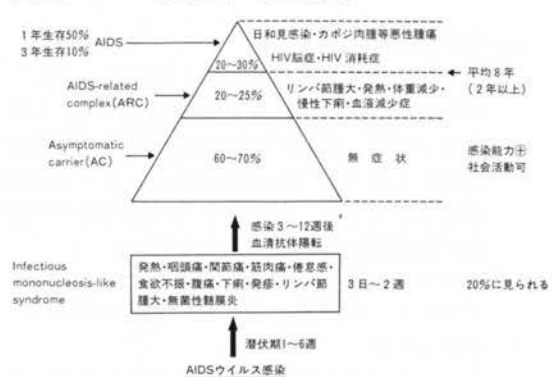 1年生存50%
3年生存10%
AIDS
日和見感染・カポジ肉腫等悪性腫瘍
HIV脳症・HIV消耗症
20〜30%
平均8年
(2年以上)
AIDS-related
complex(ARC)
20〜25%
リンパ節腫大・発熱・体重減少・
慢性下痢・血液減少症
Asymptomatic
carrier(AC)
60〜70%
無症状
感染能力⊕
社会活動可
感染3〜12週後
血清抗体陽転
Infectious
mononucleosis-like
syndrome
発熱・咽頭痛・関節痛・筋肉痛・倦怠感・
食欲不振・腹痛・下痢・発疹・リンパ節
腫大・無菌性髄膜炎
3日〜2週
20%に見られる
潜伏期1〜6週
AIDSウイルス感染